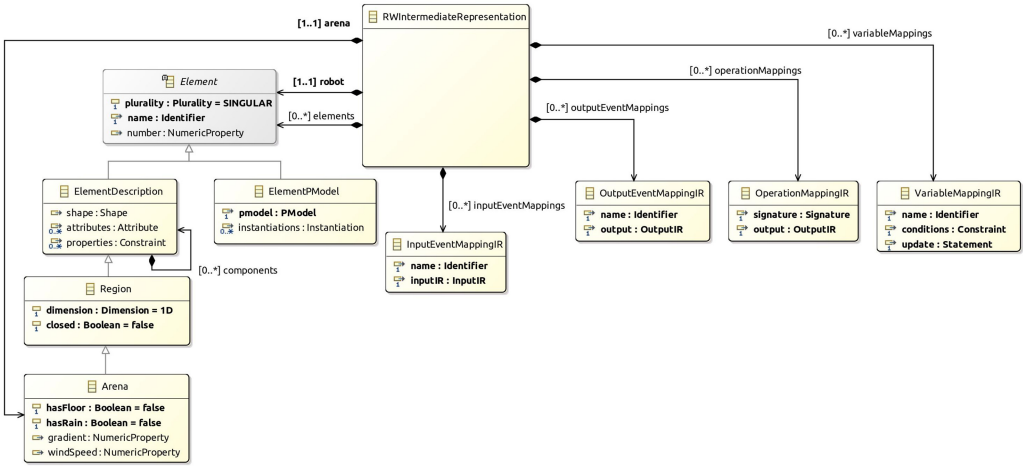 [1..1] arena
RWIntermediateRepresentation
[0..*] variableMappings
Element
[1..1] robot
[0..*] operationMappings
plurality : Plurality = SINGULAR
name : Identifier
number : NumericProperty
[0..*] elements
[0..*] outputEventMappings
ElementDescription
shape : Shape
attributes : Attribute
0..*
properties : Constraint
0..*
ElementPModel
pmodel : PModel
instantiations : Instantiation
[0..*] inputEventMappings
OutputEventMappingIR
name : Identifier
output : OutputIR
OperationMappingIR
signature : Signature
output : OutputIR
VariableMappingIR
name : Identifier
conditions : Constraint
0..*
update : Statement
InputEventMappingIR
name : Identifier
inputIR : InputIR
[0..*] components
Region
dimension : Dimension = 1D
closed : Boolean = false
Arena
hasFloor : Boolean = false
hasRain : Boolean = false
gradient : NumericProperty
windSpeed : NumericProperty